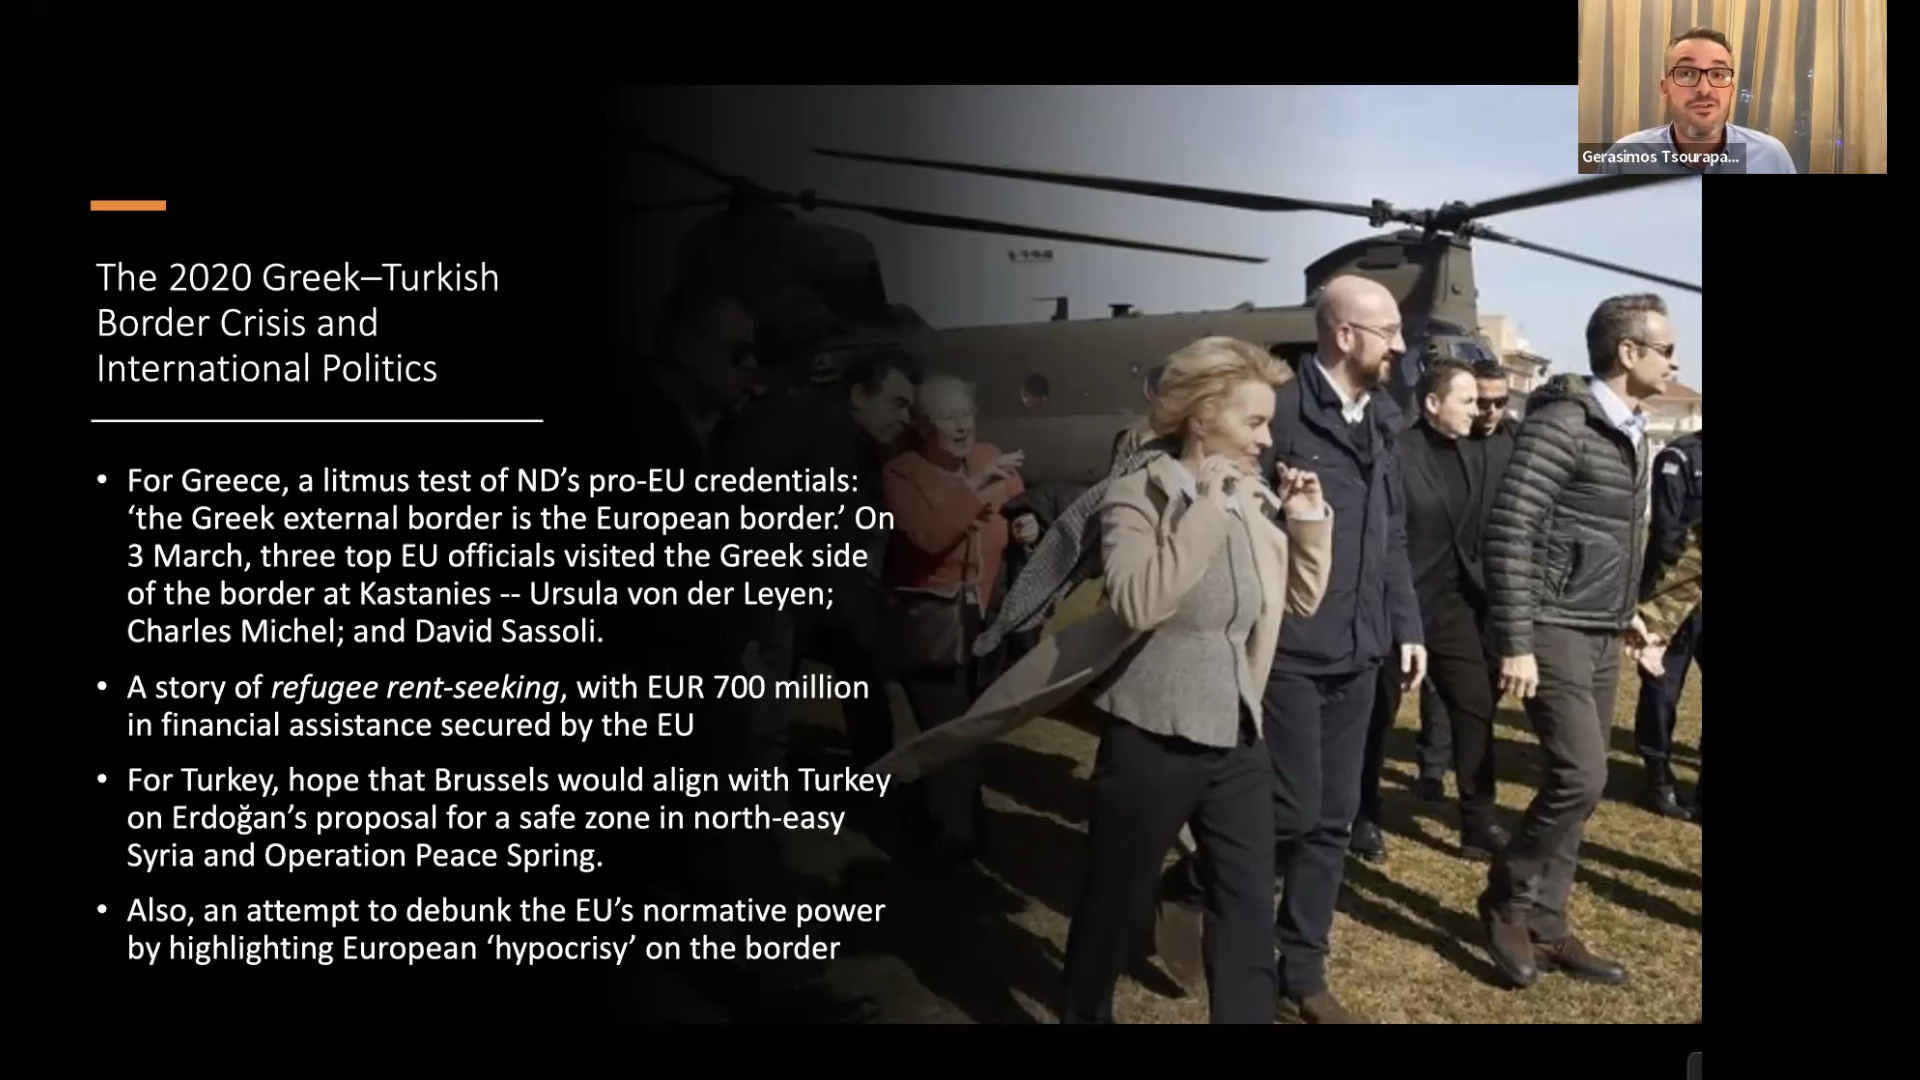 Gerasimos Tsourapa...
The 2020 Greek–Turkish
Border Crisis and
International Politics
• For Greece, a litmus test of ND’s pro-EU credentials:
‘the Greek external border is the European border.’ On
3 March, three top EU officials visited the Greek side
of the border at Kastanies -- Ursula von der Leyen;
Charles Michel; and David Sassoli.
• A story of refugee rent-seeking, with EUR 700 million
in financial assistance secured by the EU
• For Turkey, hope that Brussels would align with Turkey
on Erdoğan’s proposal for a safe zone in north-easy
Syria and Operation Peace Spring.
• Also, an attempt to debunk the EU’s normative power
by highlighting European ‘hypocrisy’ on the border